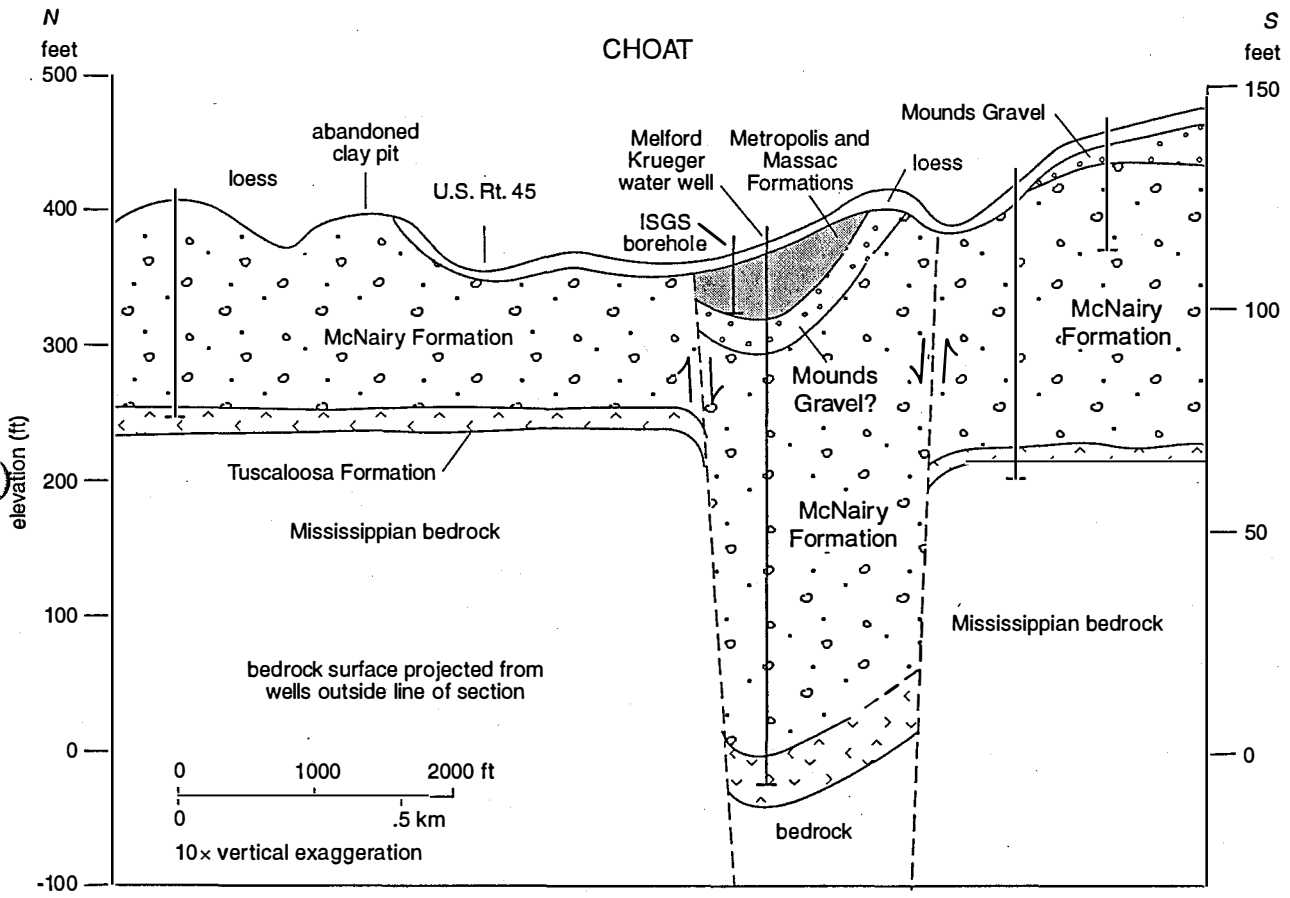 N
feet
S
feet
CHOAT
500
400
300
200
100
0
-100
elevation (ft)
150
100
50
0
loess
abandoned
clay pit
U.S. Rt. 45
Melford
Krueger
water well
ISGS
borehole
Metropolis and
Massac
Formations
loess
Mounds Gravel
McNairy Formation
Mounds
Gravel?
McNairy
Formation
Tuscaloosa Formation
Mississippian bedrock
McNairy
Formation
Mississippian bedrock
bedrock surface projected from
wells outside line of section
0 1000 2000 ft
0 .5 km
10× vertical exaggeration
bedrock